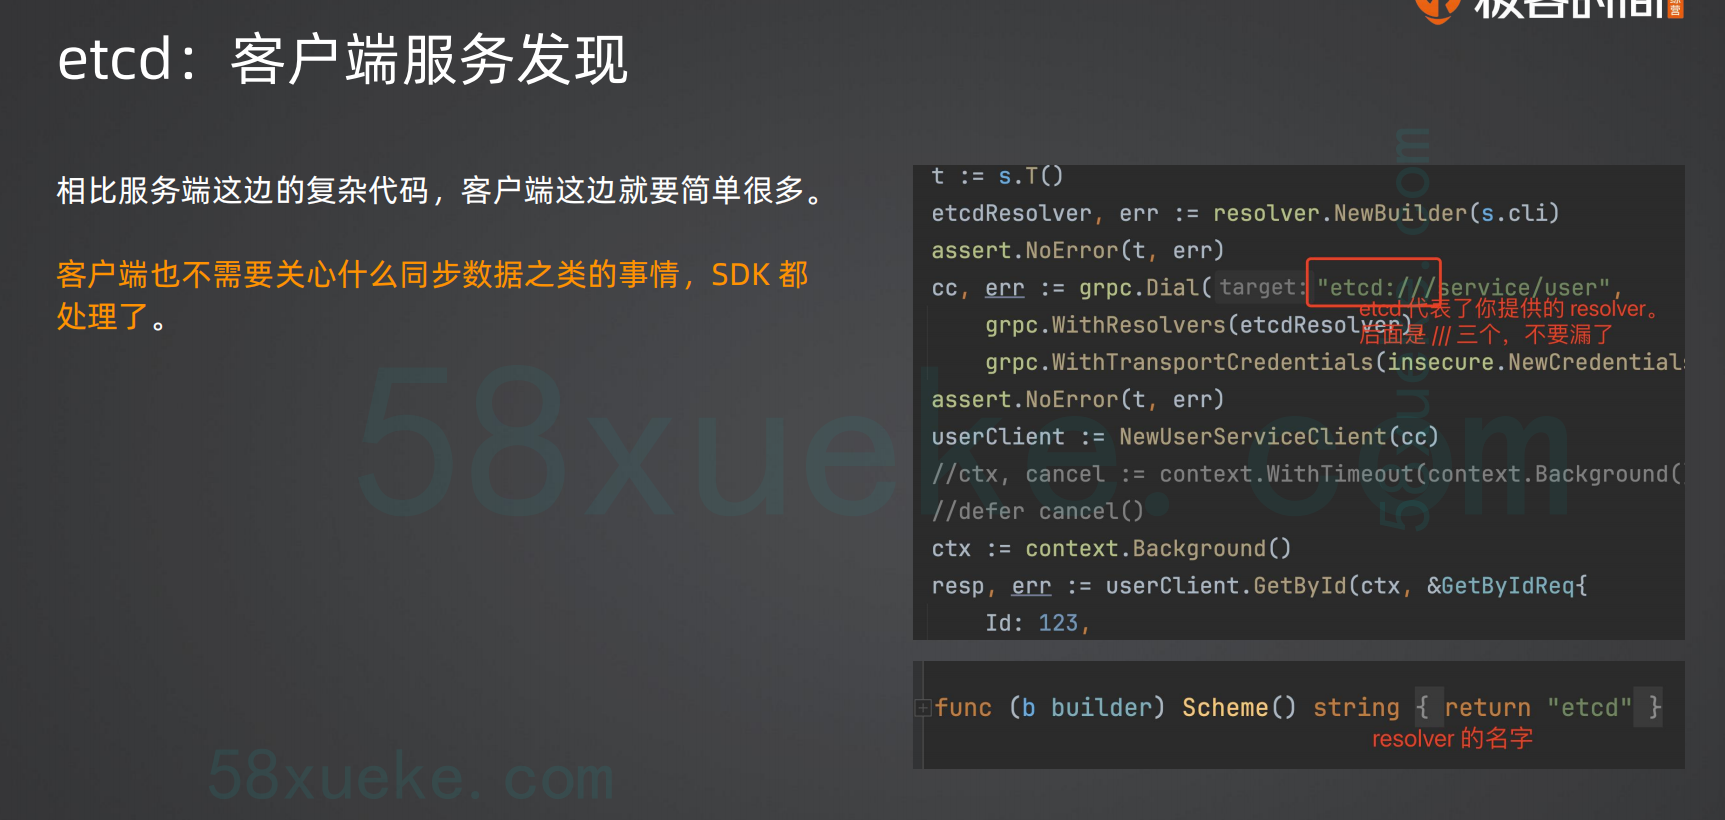 极客时间
etcd：客户端服务发现
相比服务端这边的复杂代码，客户端这边就要简单很多。
客户端也不需要关心什么同步数据之类的事情，SDK 都
处理了。
t := s.T()
etcdResolver, err := resolver.NewBuilder(s.cli)
assert.NoError(t, err)
cc, err := grpc.Dial( target: "etcd:///service/user",
etcd 代表了你提供的 resolver。
grpc.WithResolvers(etcdResolver),
后面是 /// 三个，不要漏了
grpc.WithTransportCredentials(insecure.NewCredentials
assert.NoError(t, err)
userClient := NewUserServiceClient(cc)
//ctx, cancel := context.WithTimeout(context.Background()
//defer cancel()
ctx := context.Background()
resp, err := userClient.GetById(ctx, &GetByIdReq{
Id: 123,
func (b builder) Scheme() string { return "etcd" }
resolver 的名字
58xueke.com
58xueke.com
58xueke.com